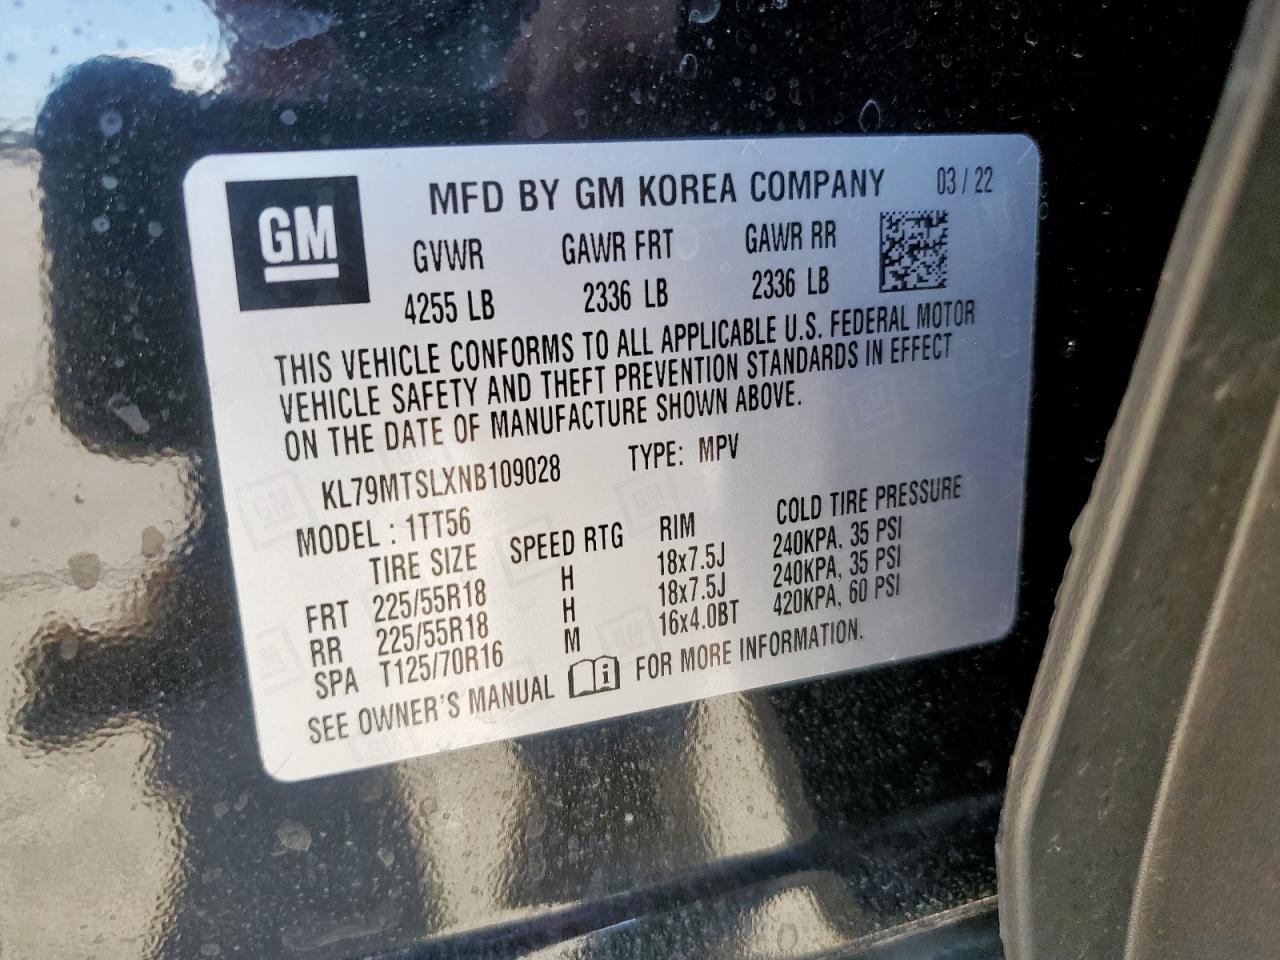 GM
MFD BY GM KOREA COMPANY 03 / 22
GVWR GAWR FRT GAWR RR
4255 LB 2336 LB 2336 LB
THIS VEHICLE CONFORMS TO ALL APPLICABLE U.S. FEDERAL MOTOR
VEHICLE SAFETY AND THEFT PREVENTION STANDARDS IN EFFECT
ON THE DATE OF MANUFACTURE SHOWN ABOVE.
KL79MTSLXNB109028 TYPE: MPV
MODEL : 1TT56
TIRE SIZE SPEED RTG RIM COLD TIRE PRESSURE
FRT 225/55R18 H 18x7.5J 240KPA, 35 PSI
RR 225/55R18 H 18x7.5J 240KPA, 35 PSI
SPA T125/70R16 M 16x4.0BT 420KPA, 60 PSI
SEE OWNER'S MANUAL i FOR MORE INFORMATION.